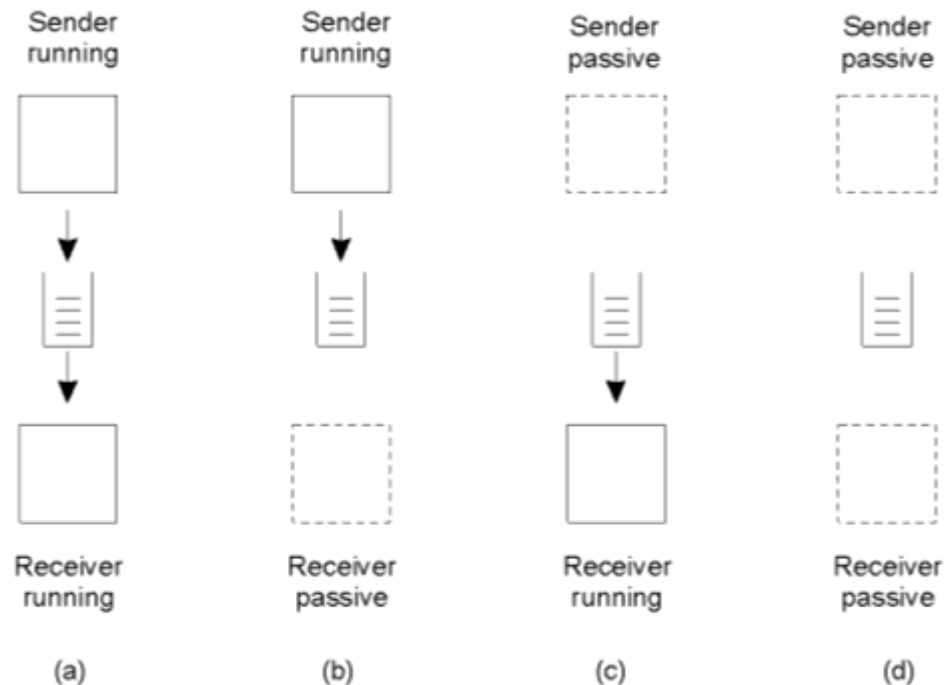 Sender
running
Sender
running
Sender
passive
Sender
passive
Receiver
running
Receiver
passive
Receiver
running
Receiver
passive
(a)
(b)
(c)
(d)